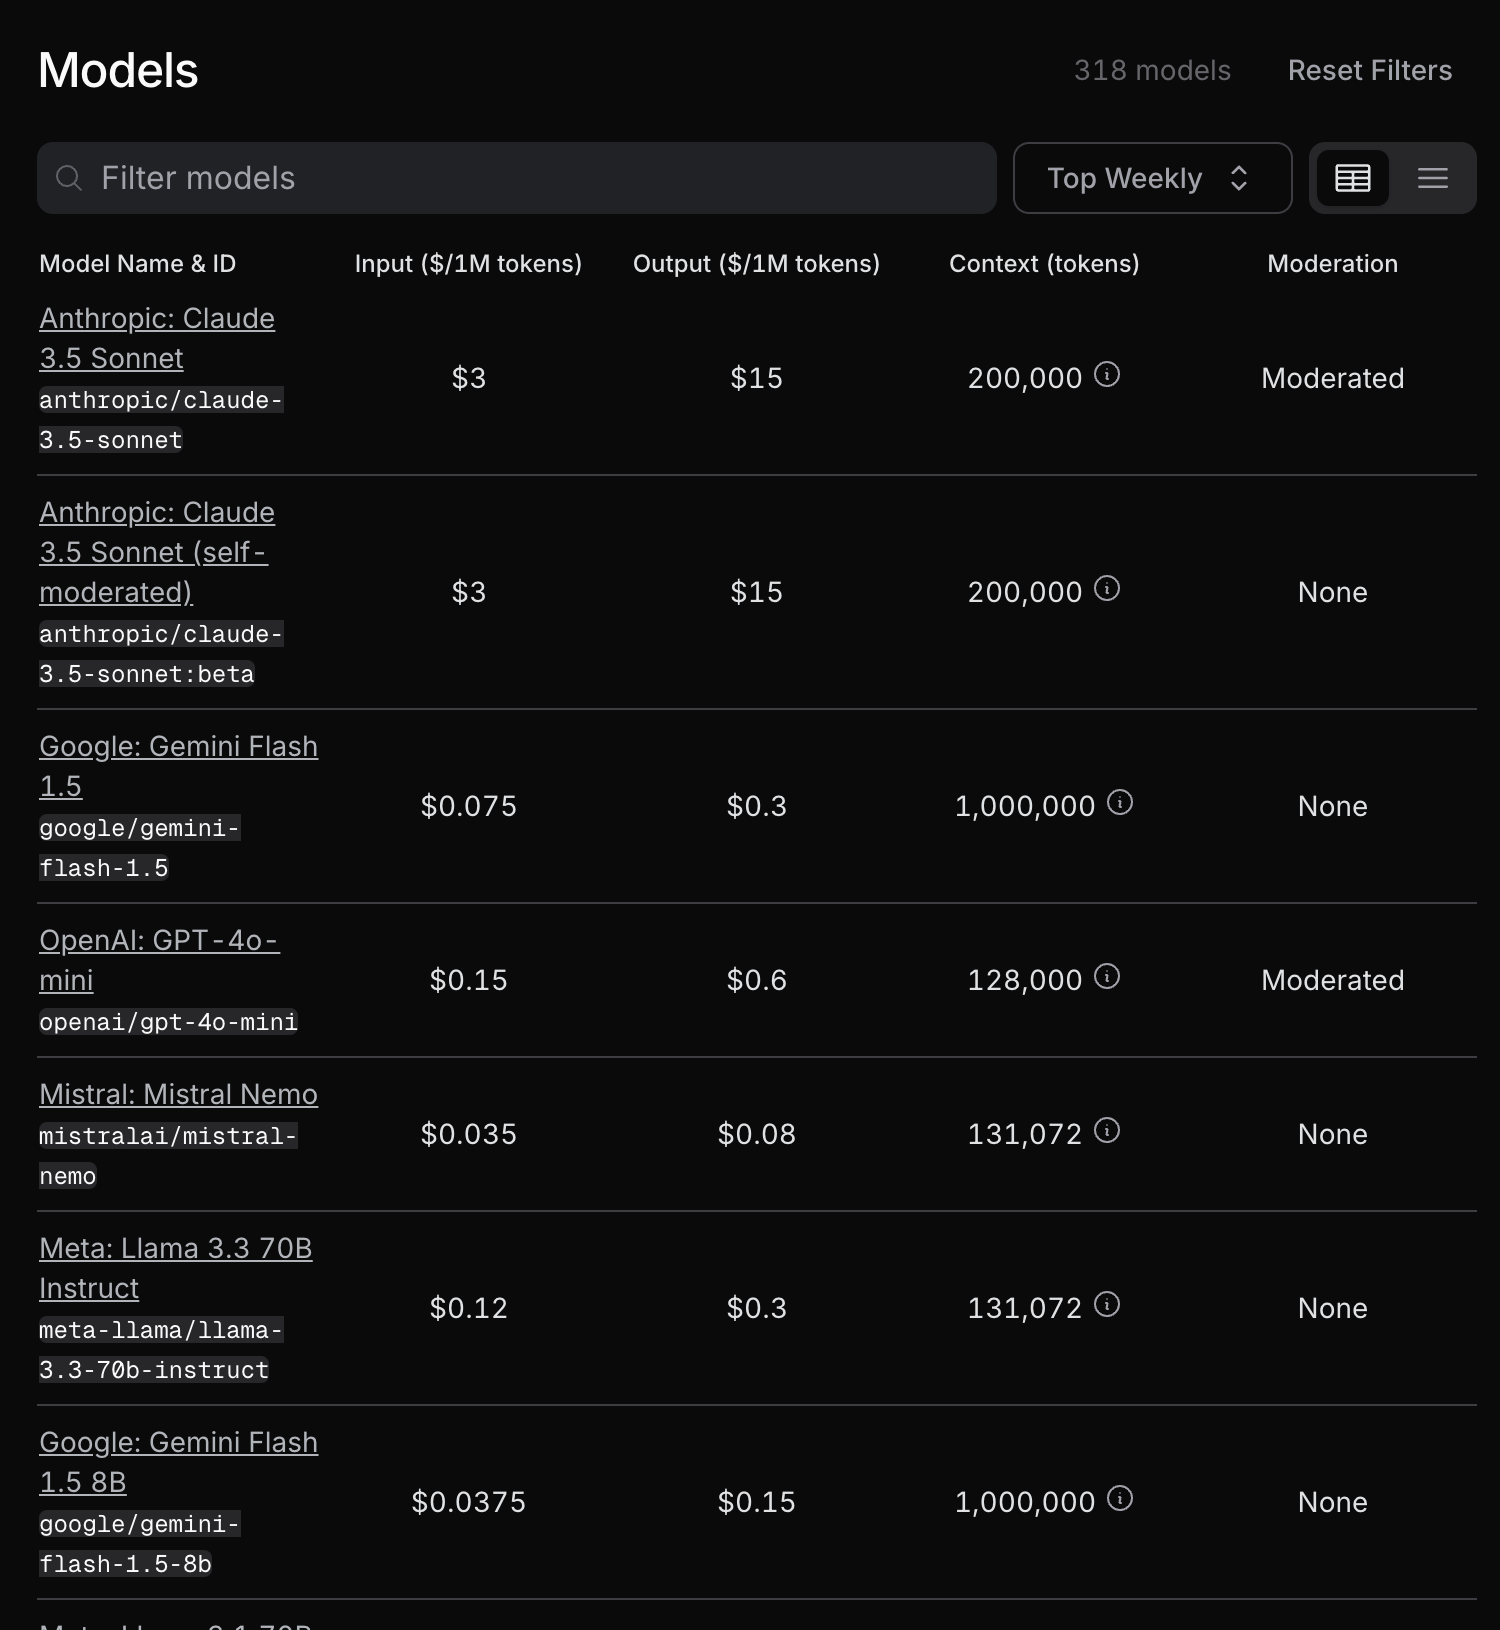 Models
318 models
Reset Filters
Filter models
Top Weekly
Model Name & ID
Input ($/1M tokens)
Output ($/1M tokens)
Context (tokens)
Moderation
Anthropic: Claude
3.5 Sonnet
anthropic/claude-
3.5-sonnet
$3
$15
200,000
Moderated
Anthropic: Claude
3.5 Sonnet (self-
moderated)
anthropic/claude-
3.5-sonnet:beta
$3
$15
200,000
None
Google: Gemini Flash
1.5
google/gemini-
flash-1.5
$0.075
$0.3
1,000,000
None
OpenAI: GPT-4o-
mini
openai/gpt-4o-mini
$0.15
$0.6
128,000
Moderated
Mistral: Mistral Nemo
mistralai/mistral-
nemo
$0.035
$0.08
131,072
None
Meta: Llama 3.3 70B
Instruct
meta-llama/llama-
3.3-70b-instruct
$0.12
$0.3
131,072
None
Google: Gemini Flash
1.5 8B
google/gemini-
flash-1.5-8b
$0.0375
$0.15
1,000,000
None